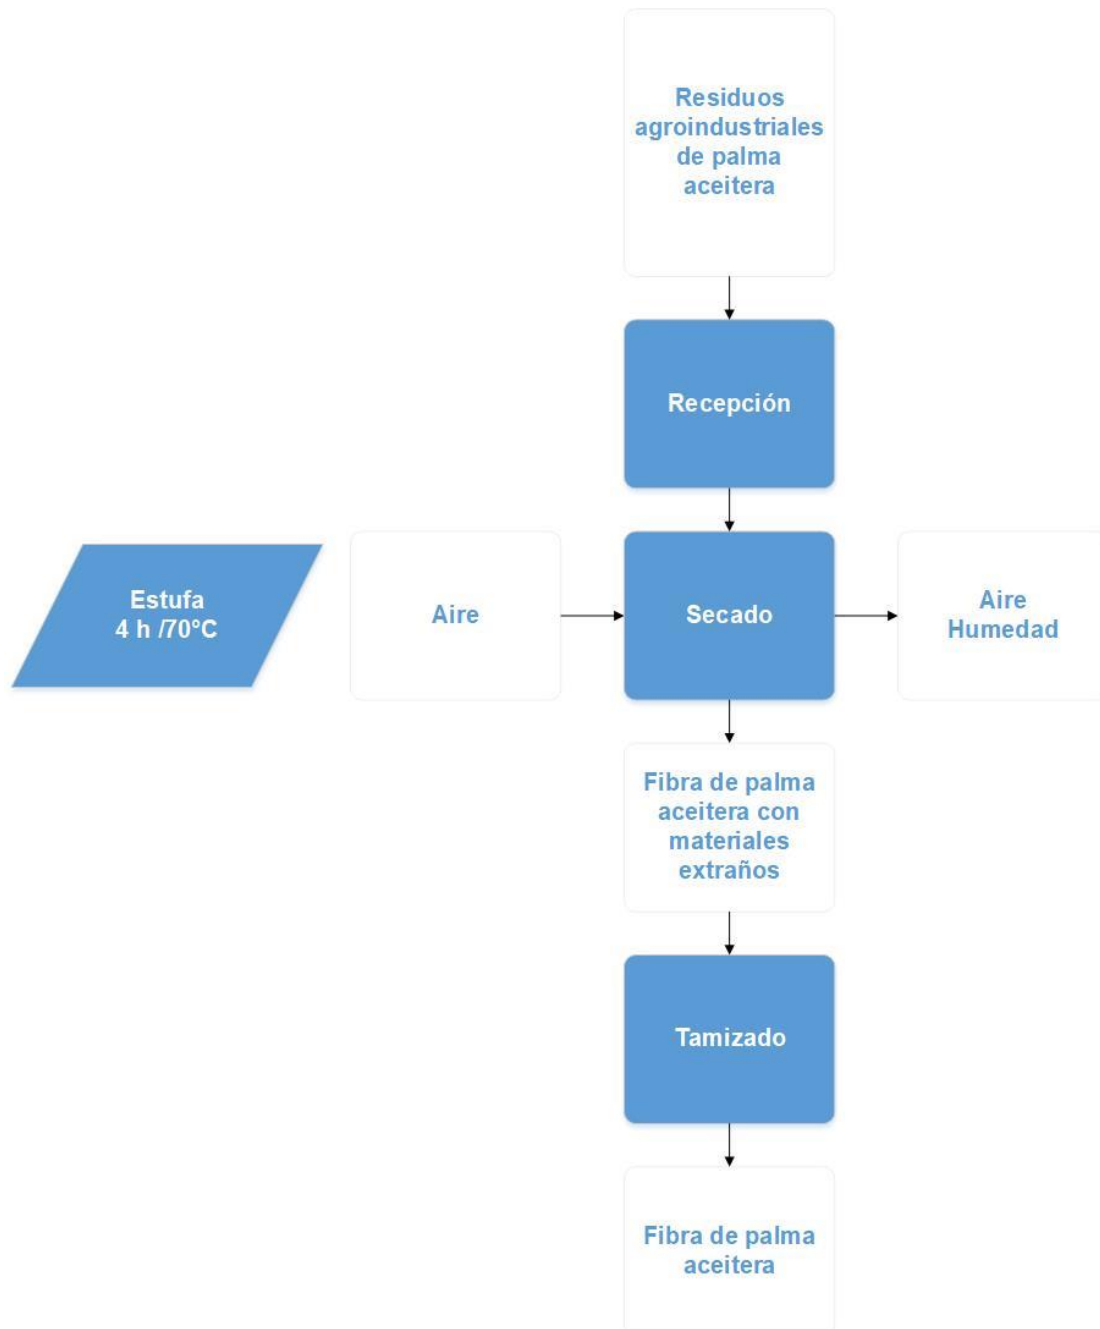 Residuos
agroindustriales
de palma
aceitera
Recepción
Estufa
4 h /70°C
Aire
Secado
Aire
Humedad
Fibra de palma
aceitera con
materiales
extraños
Tamizado
Fibra de palma
aceitera